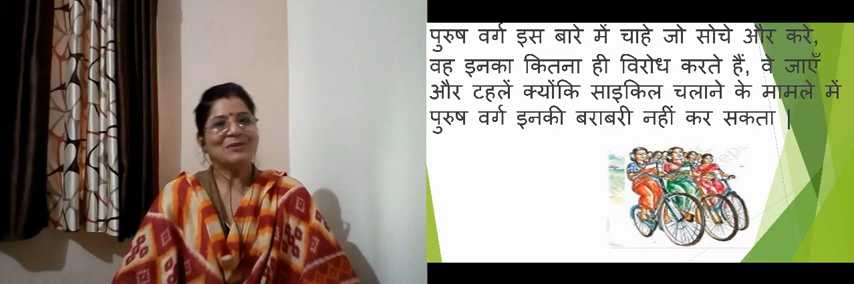 पुरुष वर्ग इस बारे में चाहे जो सोचे और करे,
वह इनका कितना ही विरोध करते हैं, वे जाएँ
और टहलें क्योंकि साइकिल चलाने के मामले में
पुरुष वर्ग इनकी बराबरी नहीं कर सकता |